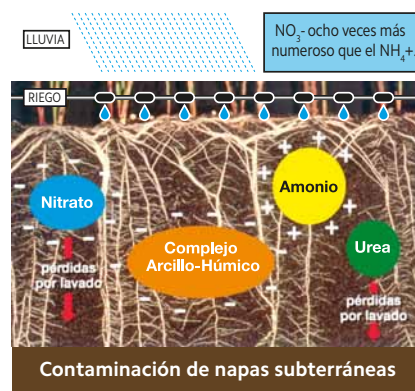 LLUVIA
NO₃- ocho veces más
numeroso que el NH₄+.
RIEGO
Nitrato
Amonio
Complejo
Arcillo-Húmico
Urea
pérdidas
por lavado
pérdidas
por lavado
Contaminación de napas subterráneas